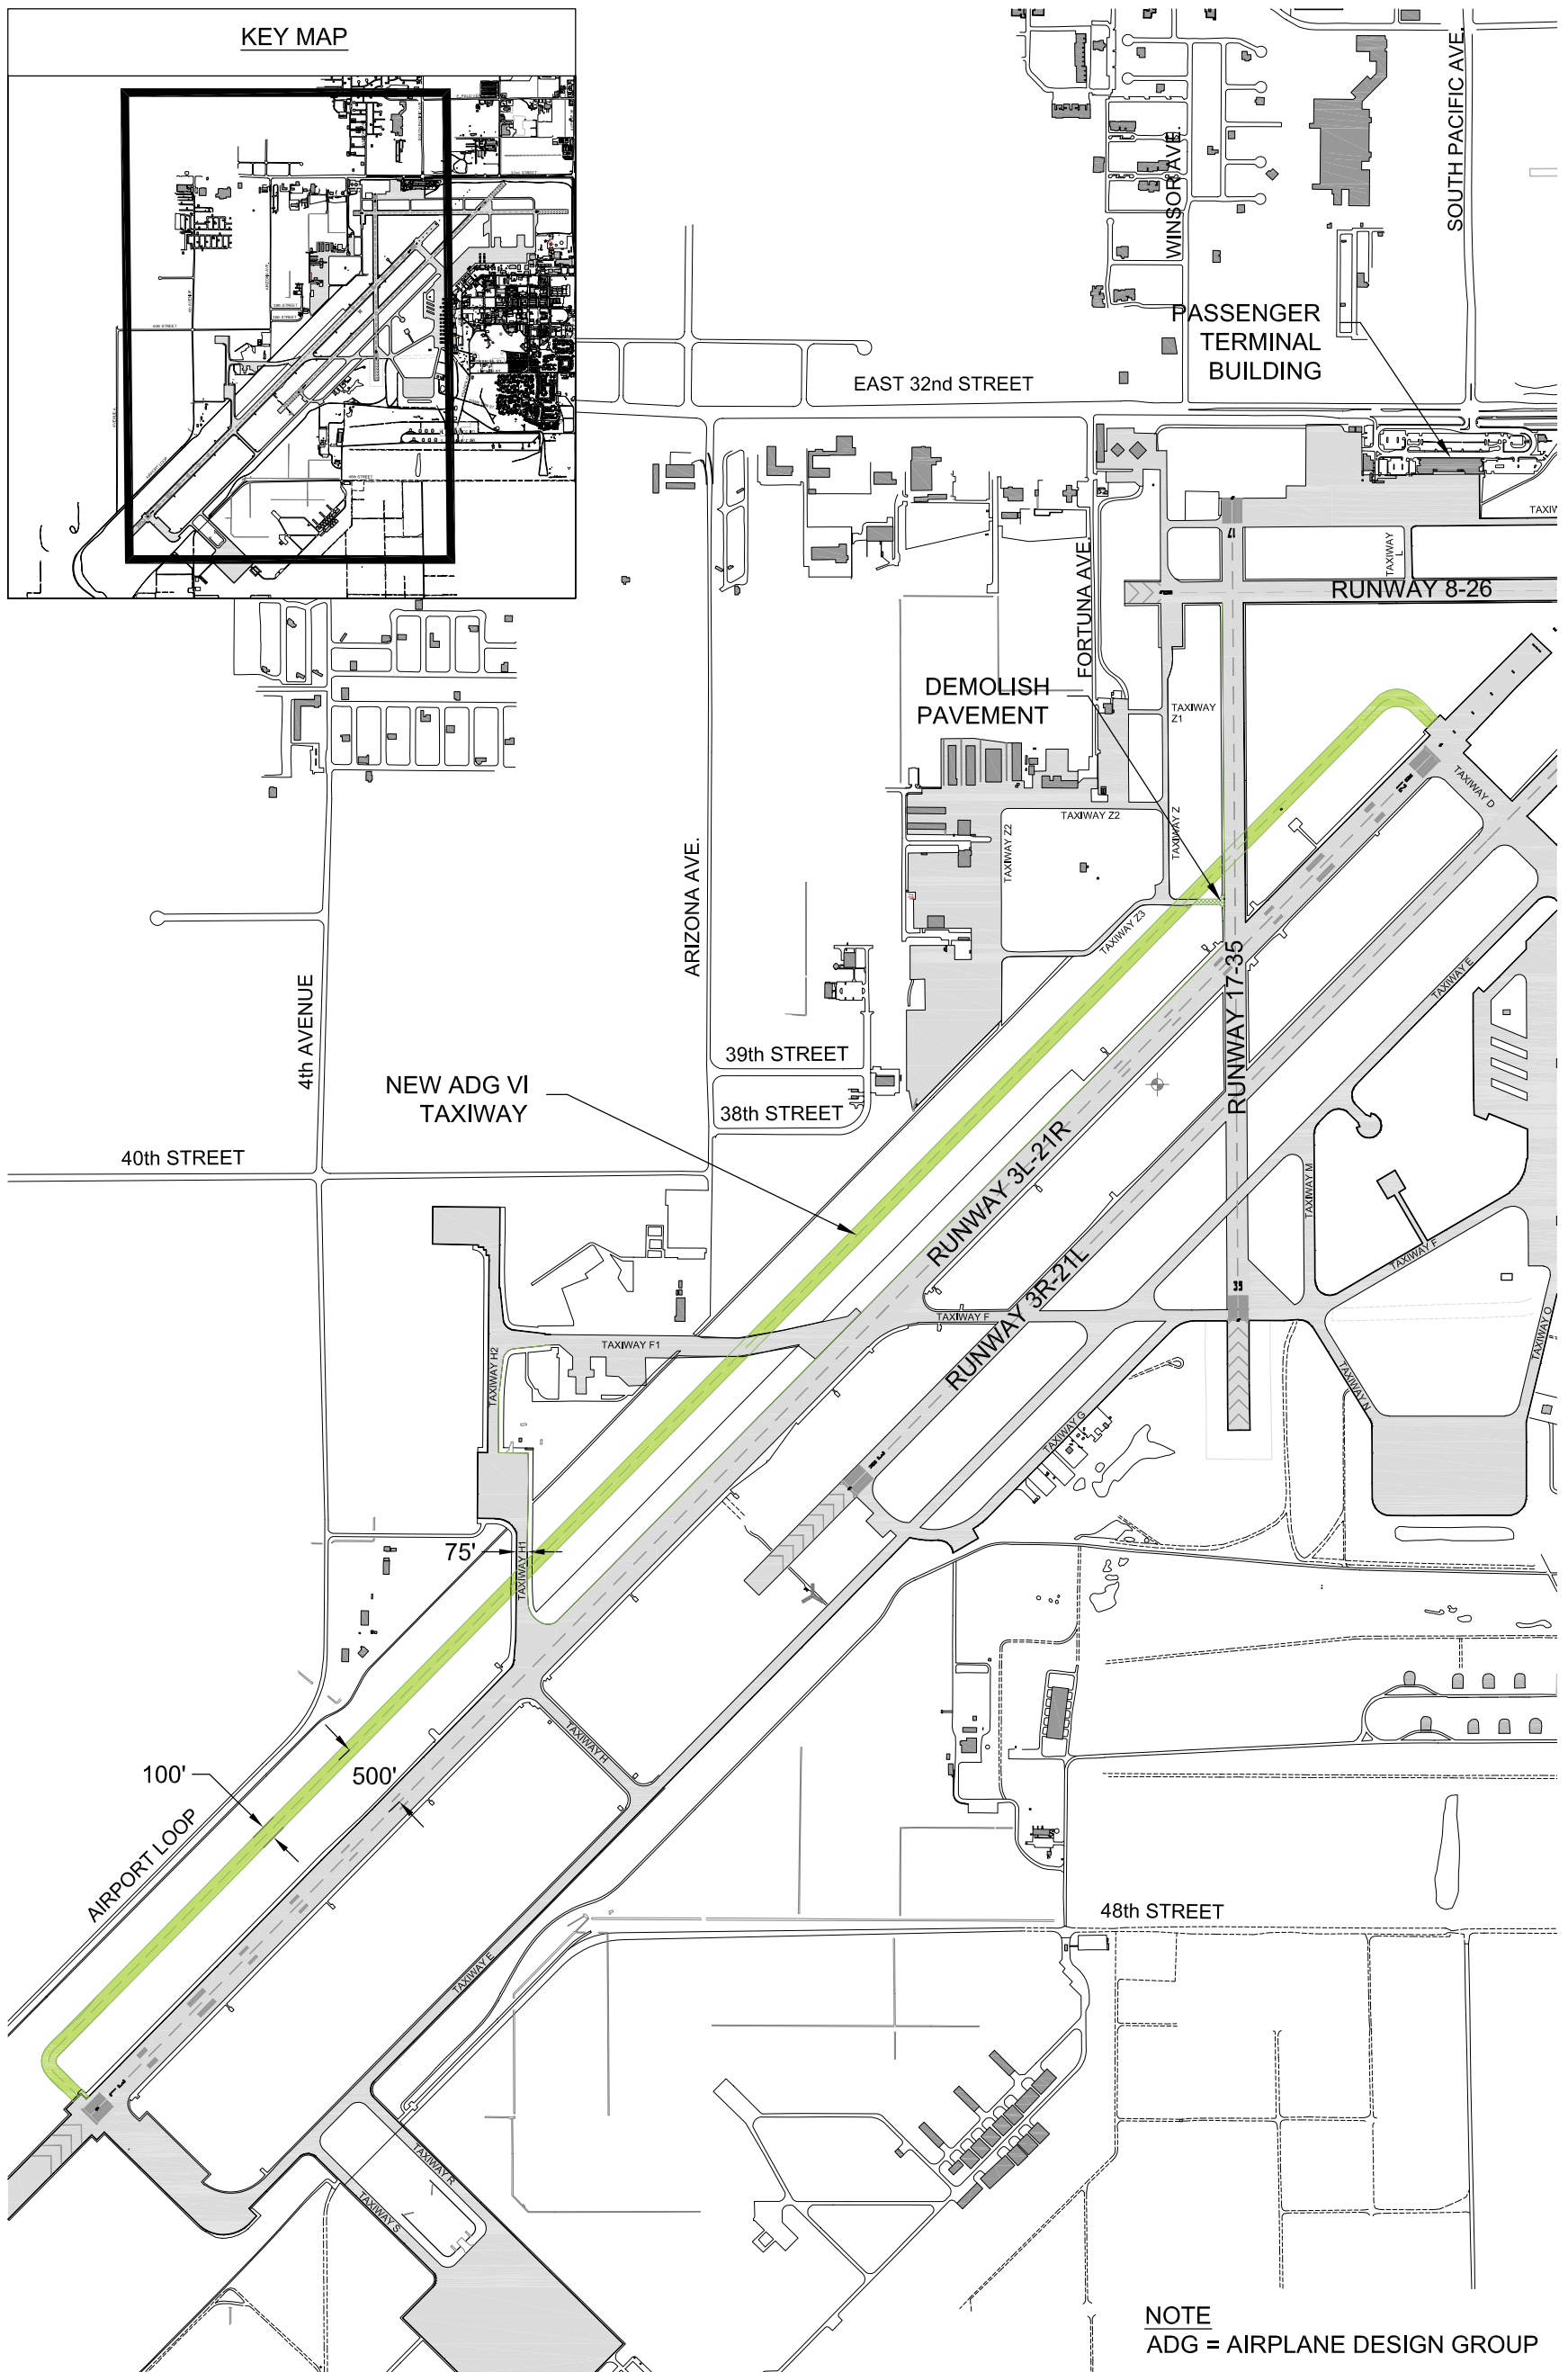 KEY MAP
WINSOR AVE.
SOUTH PACIFIC AVE.
PASSENGER
TERMINAL
BUILDING
EAST 32nd STREET
17
TAXIWAY
L
RUNWAY 8-26
FORTUNA AVE.
DEMOLISH
PAVEMENT
TAXIWAY
Z1
TAXIWAY D
TAXIWAY Z2
TAXIWAY Z2
TAXIWAY Z
ARIZONA AVE.
TAXIWAY Z3
TAXIWAY E
4th AVENUE
RUNWAY 17-35
39th STREET
NEW ADG VI
TAXIWAY
38th STREET
40th STREET
RUNWAY 3L-21R
TAXIWAY M
TAXIWAY F
RUNWAY 3R-21L
35
TAXIWAY F
TAXIWAY F1
TAXIWAY H2
TAXIWAY O
TAXIWAY N
TAXIWAY G
75'
TAXIWAY H1
TAXIWAY H
100'
500'
AIRPORT LOOP
48th STREET
TAXIWAY E
TAXIWAY R
TAXIWAY S
NOTE
ADG = AIRPLANE DESIGN GROUP